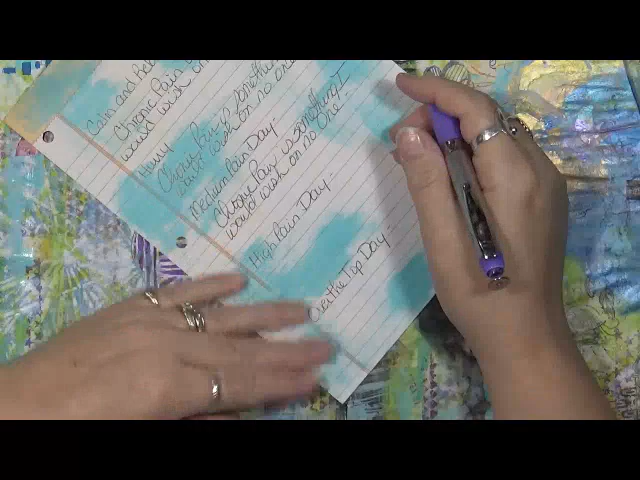 Calm and Rel
Chronic Pain
would wish on
Hurry
Chronic Pain is something
would wish on no one
Medium Pain Day:-
Chronic Pain is something I
would wish on no one
High Pain Day:-
Over the Top Day:-